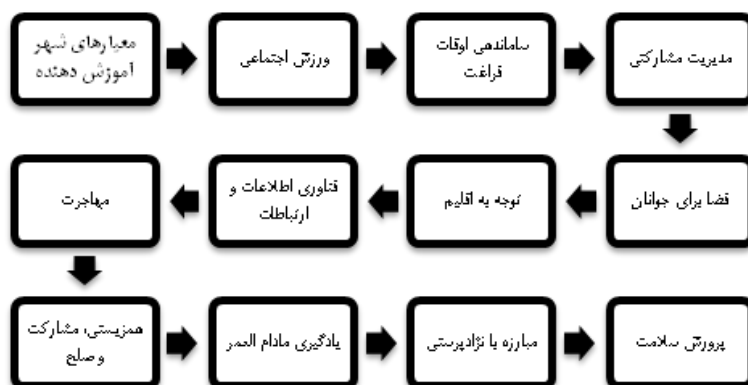 معیارهای شهر
آموزش دهنده
ورزش اجتماعی
ساماندهی اوقات
فراغت
مدیریت مشارکتی
فضا برای جوانان
توجه به اقلیم
فناوری اطلاعات و
ارتباطات
مهاجرت
همزیستی، مشارکت
و صلح
یادگیری مادام العمر
مبارزه با نژادپرستی
پرورش سلامت